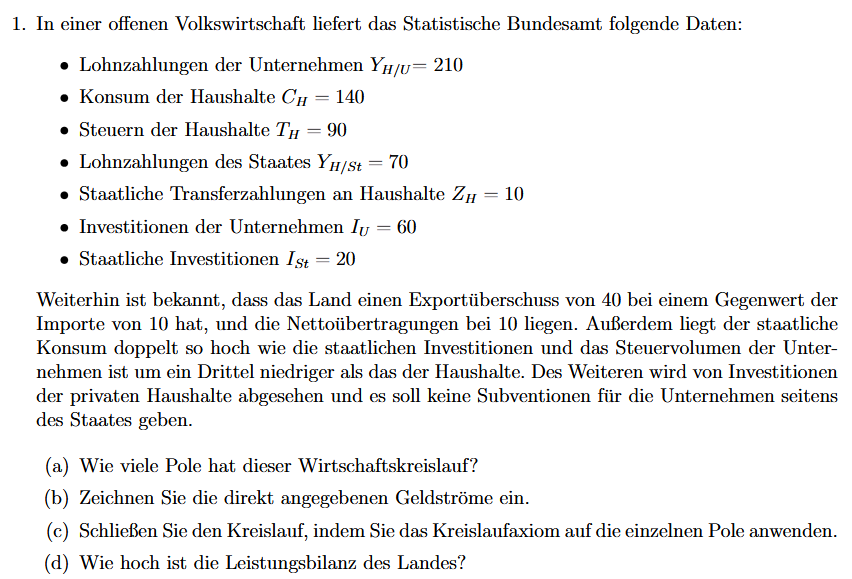 1. In einer offenen Volkswirtschaft liefert das Statistische Bundesamt folgende Daten:
• Lohnzahlungen der Unternehmen Y_{H/U}= 210
• Konsum der Haushalte C_H = 140
• Steuern der Haushalte T_H = 90
• Lohnzahlungen des Staates Y_{H/St} = 70
• Staatliche Transferzahlungen an Haushalte Z_H = 10
• Investitionen der Unternehmen I_U = 60
• Staatliche Investitionen I_{St} = 20
Weiterhin ist bekannt, dass das Land einen Exportüberschuss von 40 bei einem Gegenwert der
Importe von 10 hat, und die Nettoübertragungen bei 10 liegen. Außerdem liegt der staatliche
Konsum doppelt so hoch wie die staatlichen Investitionen und das Steuervolumen der Unter-
nehmen ist um ein Drittel niedriger als das der Haushalte. Des Weiteren wird von Investitionen
der privaten Haushalte abgesehen und es soll keine Subventionen für die Unternehmen seitens
des Staates geben.
(a) Wie viele Pole hat dieser Wirtschaftskreislauf?
(b) Zeichnen Sie die direkt angegebenen Geldströme ein.
(c) Schließen Sie den Kreislauf, indem Sie das Kreislaufaxiom auf die einzelnen Pole anwenden.
(d) Wie hoch ist die Leistungsbilanz des Landes?